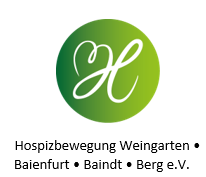 H
Hospizbewegung Weingarten •
Baienfurt • Baindt • Berg e.V.